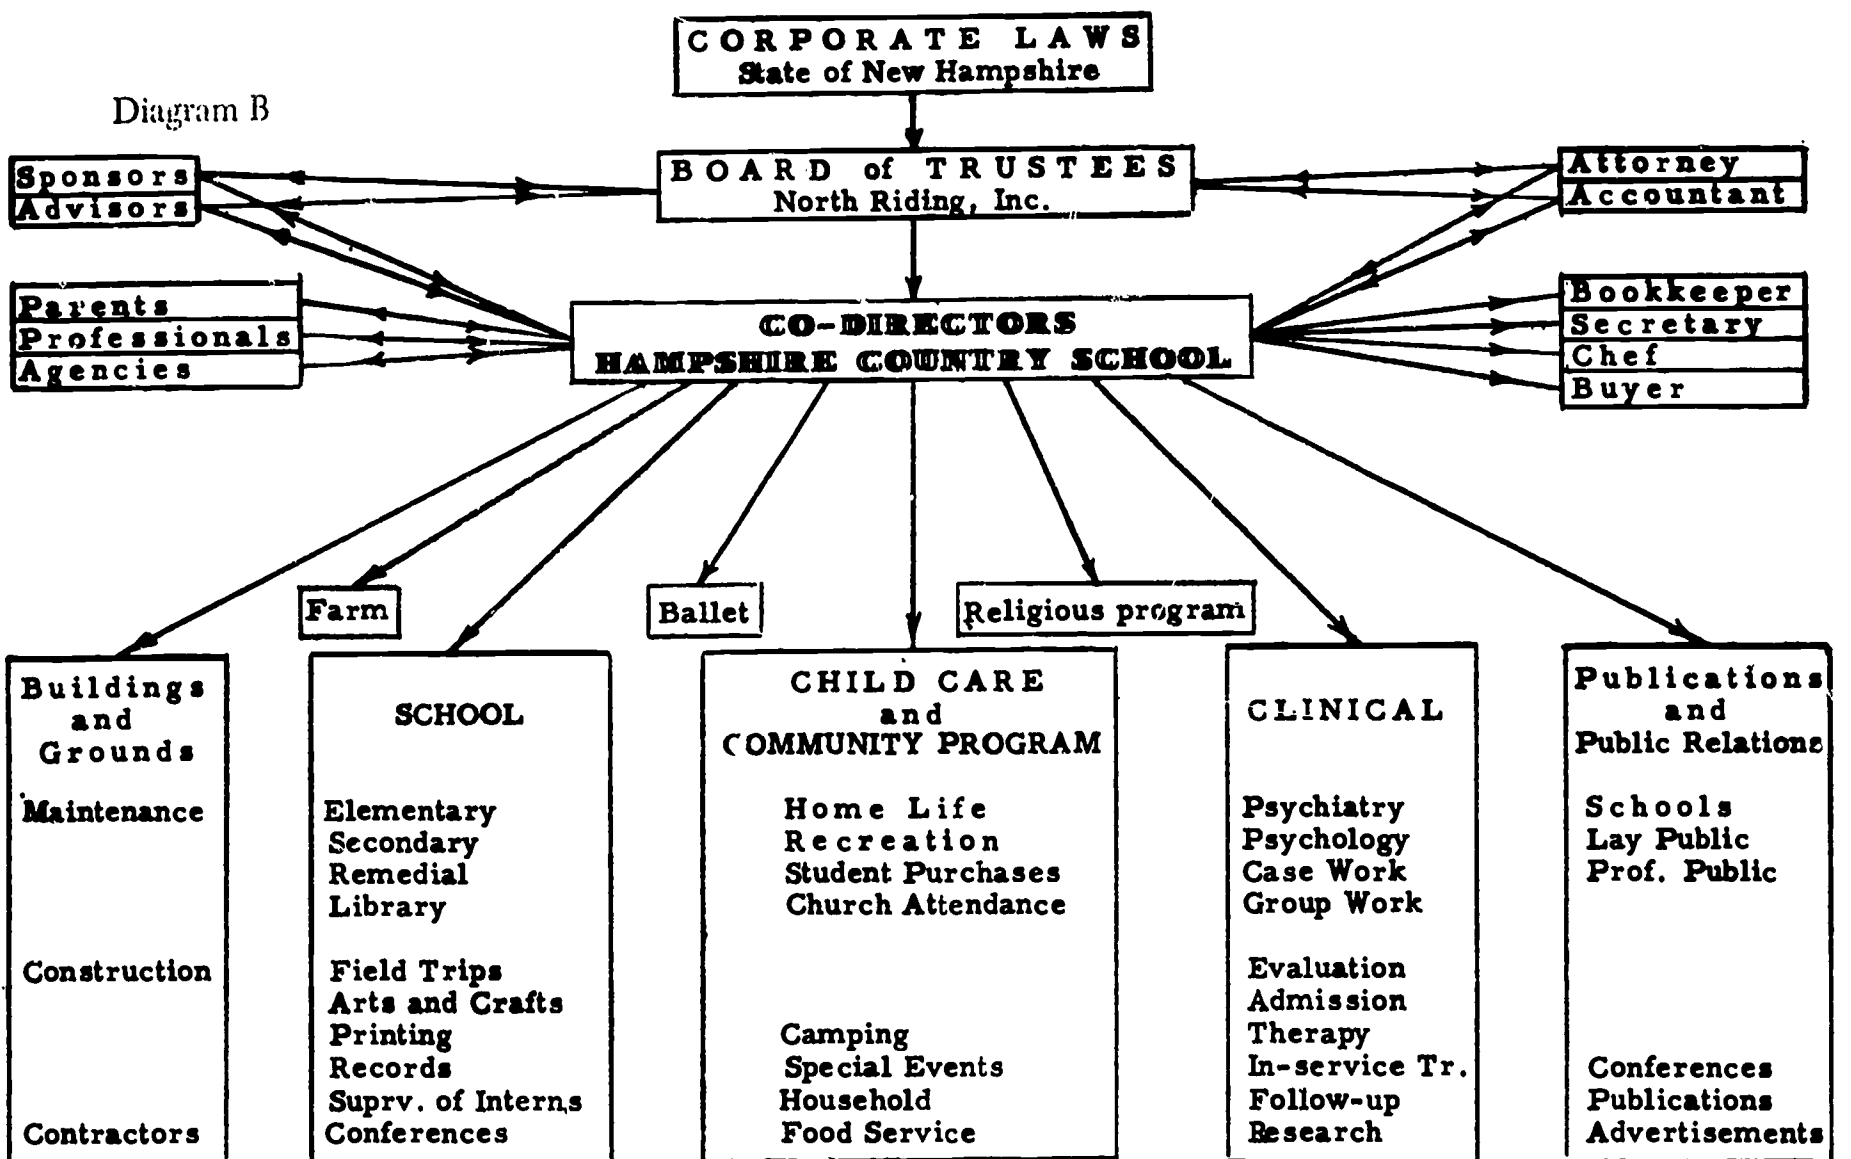 CORPORATE LAWS
State of New Hampshire
Diagram B
Sponsors
Advisors
BOARD of TRUSTEES
North Riding, Inc.
Attorney
Accountant
Parents
Professionals
Agencies
CO-DIRECTORS
HAMPSHIRE COUNTRY SCHOOL
Bookkeeper
Secretary
Chef
Buyer
Farm
Ballet
Religious program
Buildings
and
Grounds
Maintenance
Construction
Contractors
SCHOOL
Elementary
Secondary
Remedial
Library
Field Trips
Arts and Crafts
Printing
Records
Suprv. of Interns
Conferences
CHILD CARE
and
COMMUNITY PROGRAM
Home Life
Recreation
Student Purchases
Church Attendance
Camping
Special Events
Household
Food Service
CLINICAL
Psychiatry
Psychology
Case Work
Group Work
Evaluation
Admission
Therapy
In-service Tr.
Follow-up
Research
Publications
and
Public Relations
Schools
Lay Public
Prof. Public
Conferences
Publications
Advertisements